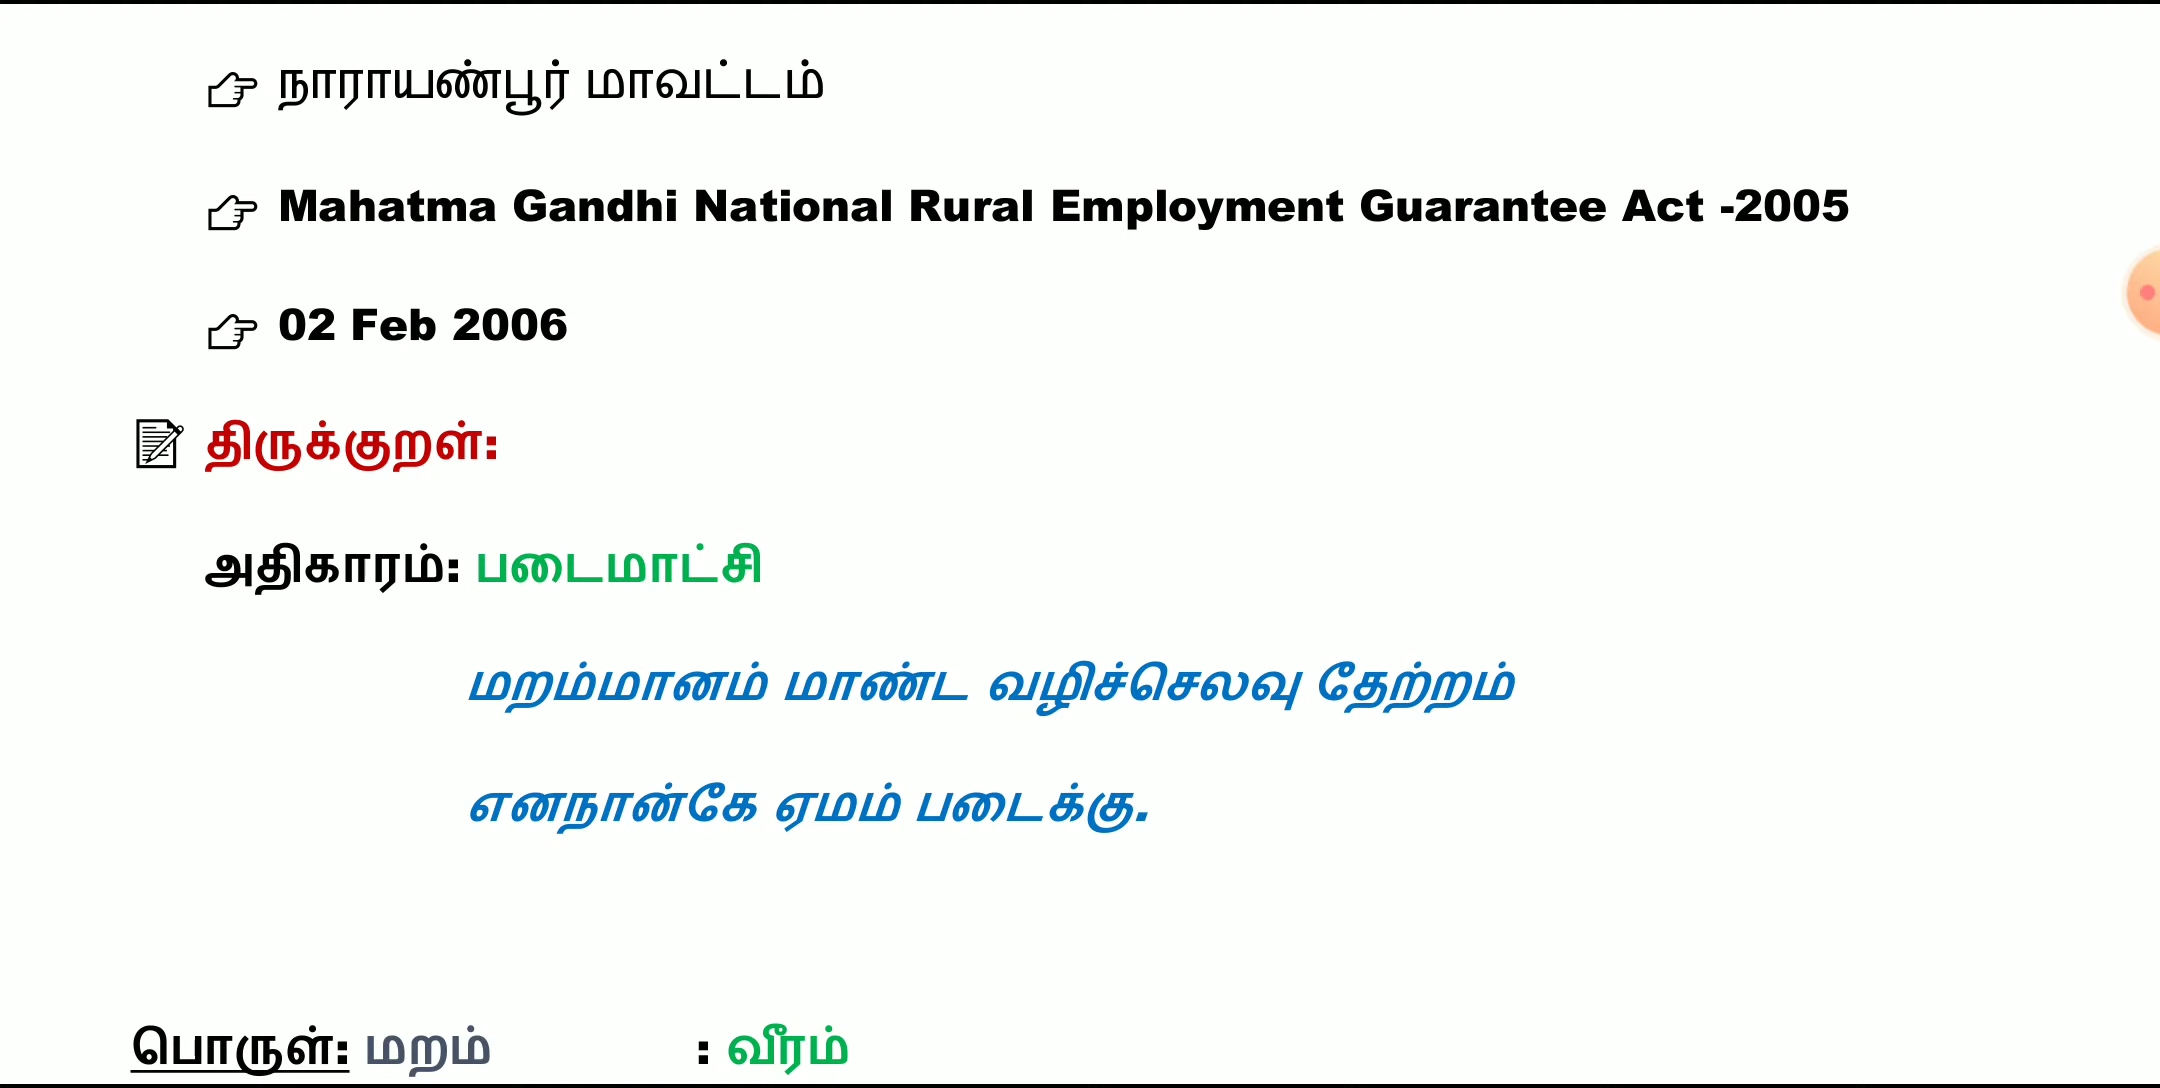 நாராயண்பூர் மாவட்டம்
Mahatma Gandhi National Rural Employment Guarantee Act -2005
02 Feb 2006
திருக்குறள்:
அதிகாரம்: படைமாட்சி
மறம்மானம் மாண்ட வழிச்செலவு தேற்றம்
எனநான்கே ஏமம் படைக்கு.
பொருள்: மறம் : வீரம்